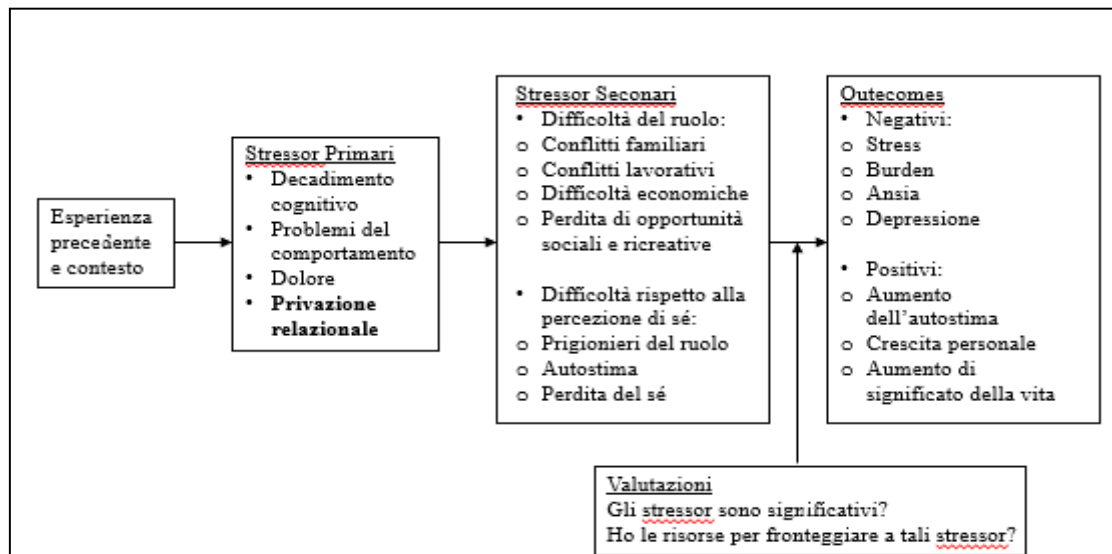 Esperienza
precedente
e contesto
Stressor Primari
• Decadimento
cognitivo
• Problemi del
comportamento
• Dolore
• Privazione
relazionale
Stressor Seconari
• Difficoltà del ruolo:
o Conflitti familiari
o Conflitti lavorativi
o Difficoltà economiche
o Perdita di opportunità
sociali e ricreative
• Difficoltà rispetto alla
percezione di sé:
o Prigionieri del ruolo
o Autostima
o Perdita del sé
Outecomes
• Negativi:
o Stress
o Burden
o Ansia
o Depressione
• Positivi:
o Aumento
dell'autostima
o Crescita personale
o Aumento di
significato della vita
Valutazioni
Gli stressor sono significativi?
Ho le risorse per fronteggiare a tali stressor?